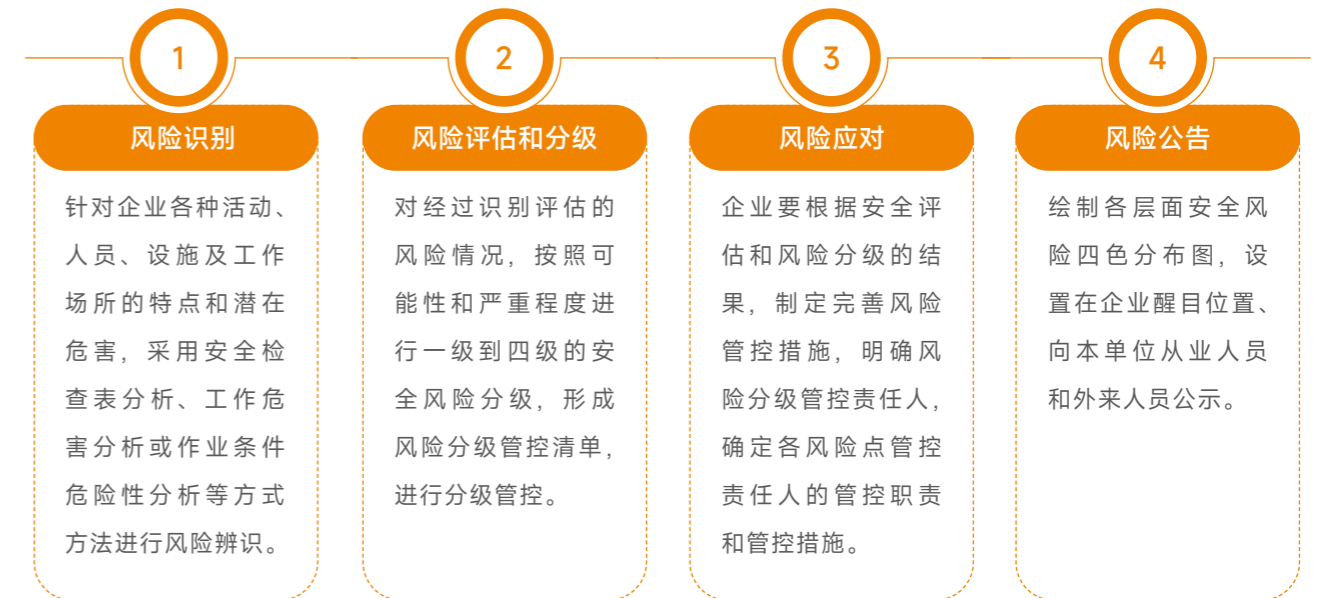 1
风险识别
针对企业各种活动、
人员、设施及工作
场所的特点和潜在
危害，采用安全检
查表分析、工作危
害分析或作业条件
危险性分析等方式
方法进行风险辨识。
2
风险评估和分级
对经过识别评估的
风险情况，按照可
能性和严重程度进
行一级到四级的安
全风险分级，形成
风险分级管控清单，
进行分级管控。
3
风险应对
企业要根据安全评
估和风险分级的结
果，制定完善风险
管控措施，明确风
险分级管控责任人，
确定各风险点管控
责任人的管控职责
和管控措施。
4
风险公告
绘制各层面安全风
险四色分布图，设
置在企业醒目位置、
向本单位从业人员
和外来人员公示。